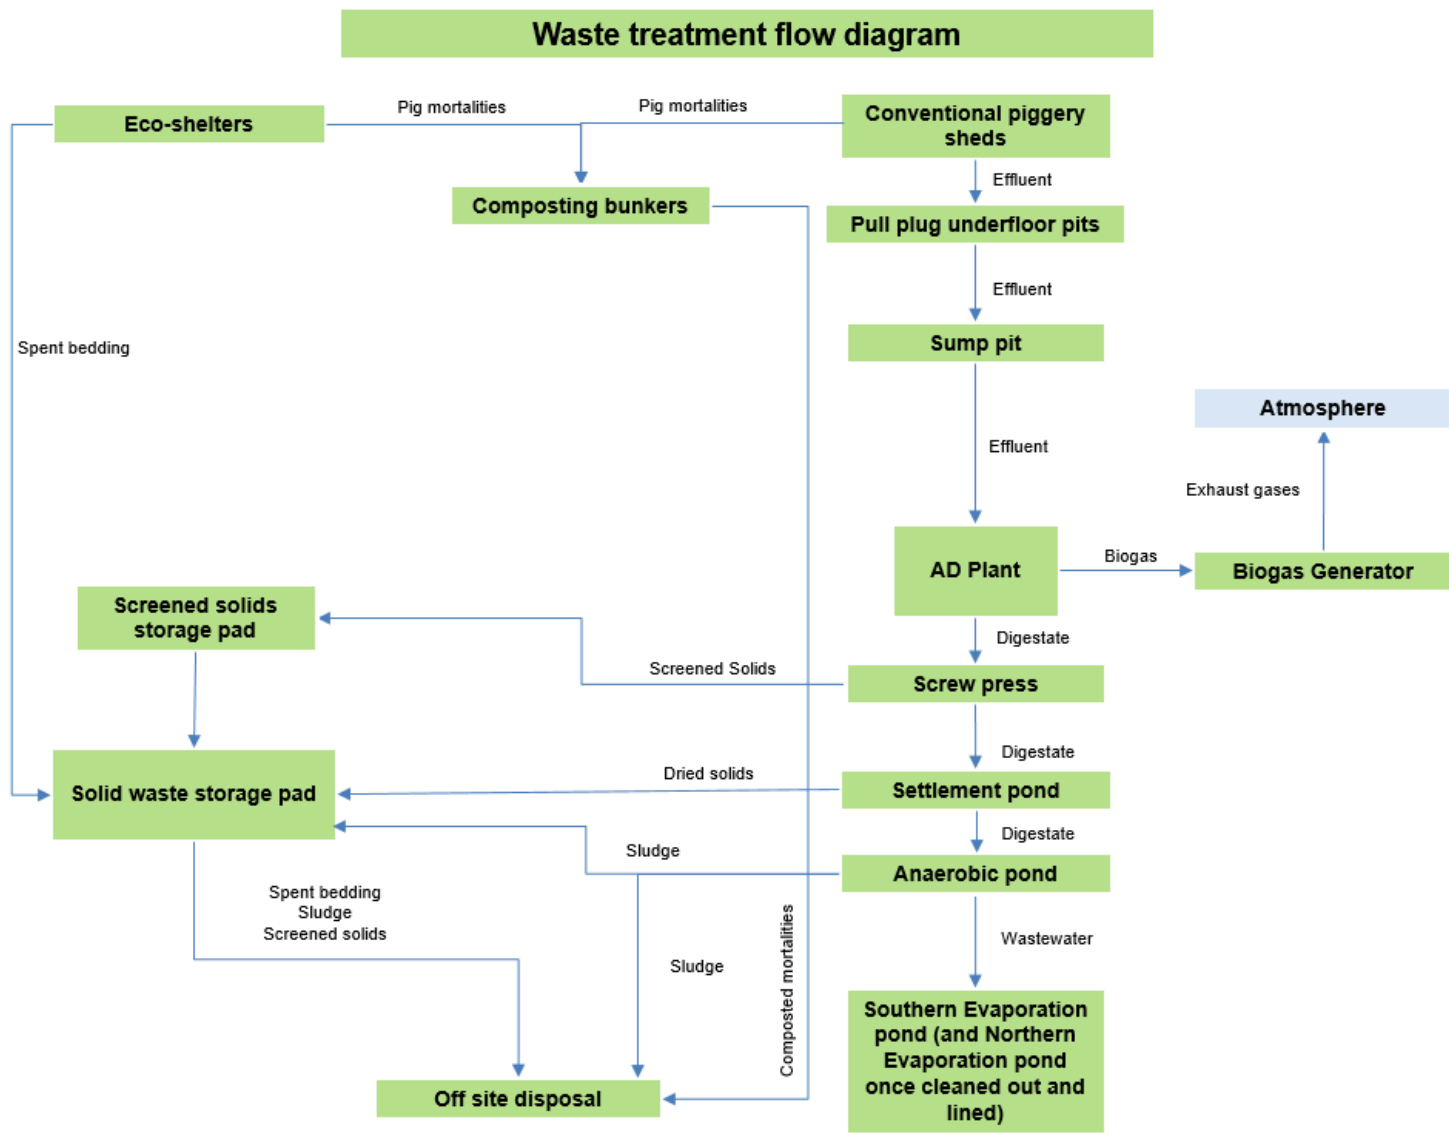 Waste treatment flow diagram
Pig mortalities
Pig mortalities
Eco-shelters
Conventional piggery
sheds
Effluent
Composting bunkers
Pull plug underfloor pits
Effluent
Sump pit
Spent bedding
Atmosphere
Effluent
Exhaust gases
AD Plant
Biogas
Biogas Generator
Screened solids
storage pad
Digestate
Screened Solids
Screw press
Digestate
Dried solids
Solid waste storage pad
Settlement pond
Digestate
Sludge
Anaerobic pond
Spent bedding
Sludge
Screened solids
Wastewater
Sludge
Composted mortalities
Southern Evaporation
pond (and Northern
Evaporation pond
once cleaned out and
lined)
Off site disposal